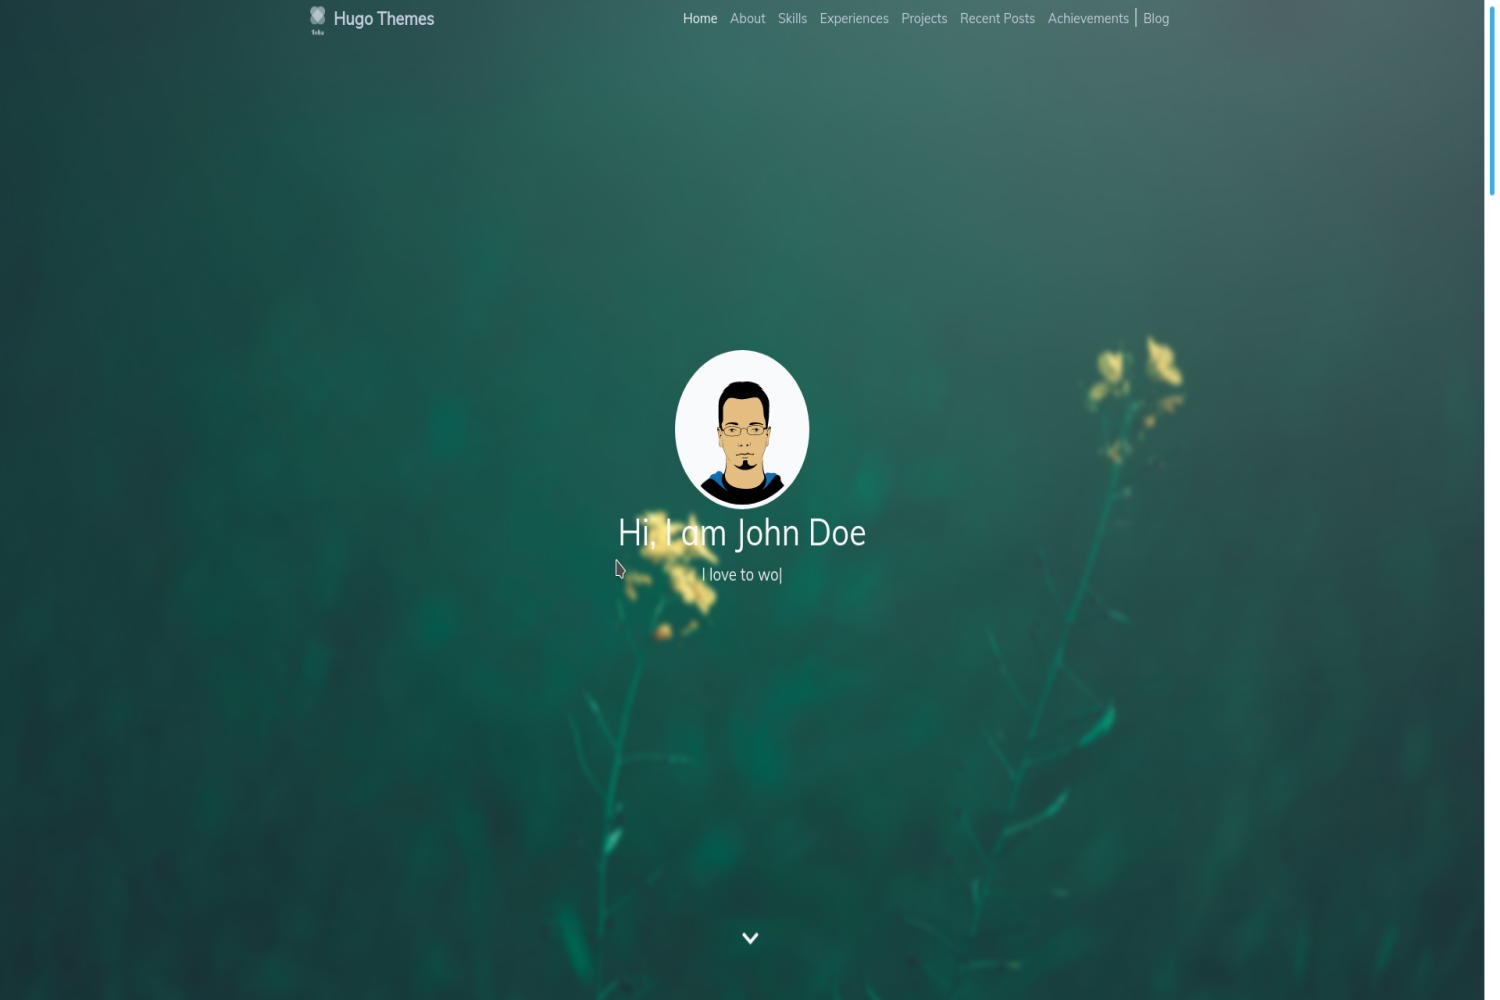 Hugo Themes
Home About Skills Experiences Projects Recent Posts Achievements | Blog
Hi, I am John Doe
I love to wo|